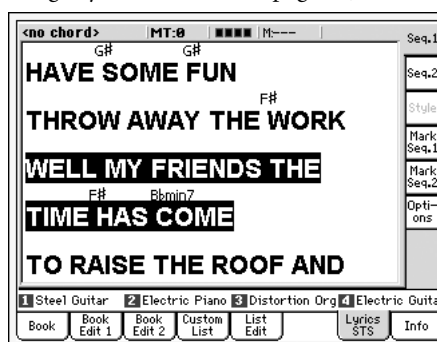 <no chord> MT:0 M:---
Seq.1
G# G#
HAVE SOME FUN
Seq.2
F#
Style
THROW AWAY THE WORK
Mark Seq.1
WELL MY FRIENDS THE
Mark Seq.2
F# Bbmin7
TIME HAS COME
Opti-ons
TO RAISE THE ROOF AND
1 Steel Guitar 2 Electric Piano 3 Distortion Org 4 Electric Guita
Book Book Edit 1 Book Edit 2 Custom List List Edit Lyrics STS Info